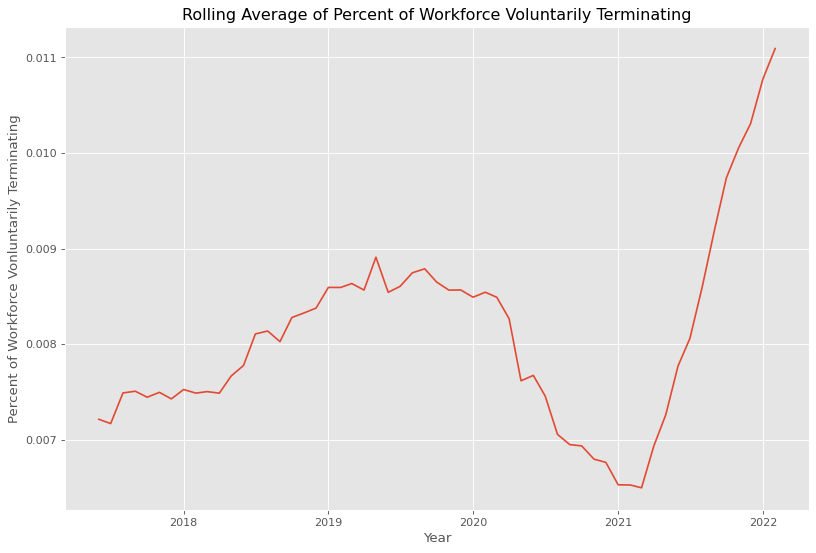 Rolling Average of Percent of Workforce Voluntarily Terminating
Percent of Workforce Vonluntarily Terminating
0.011
0.010
0.009
0.008
0.007
2018 2019 2020 2021 2022
Year